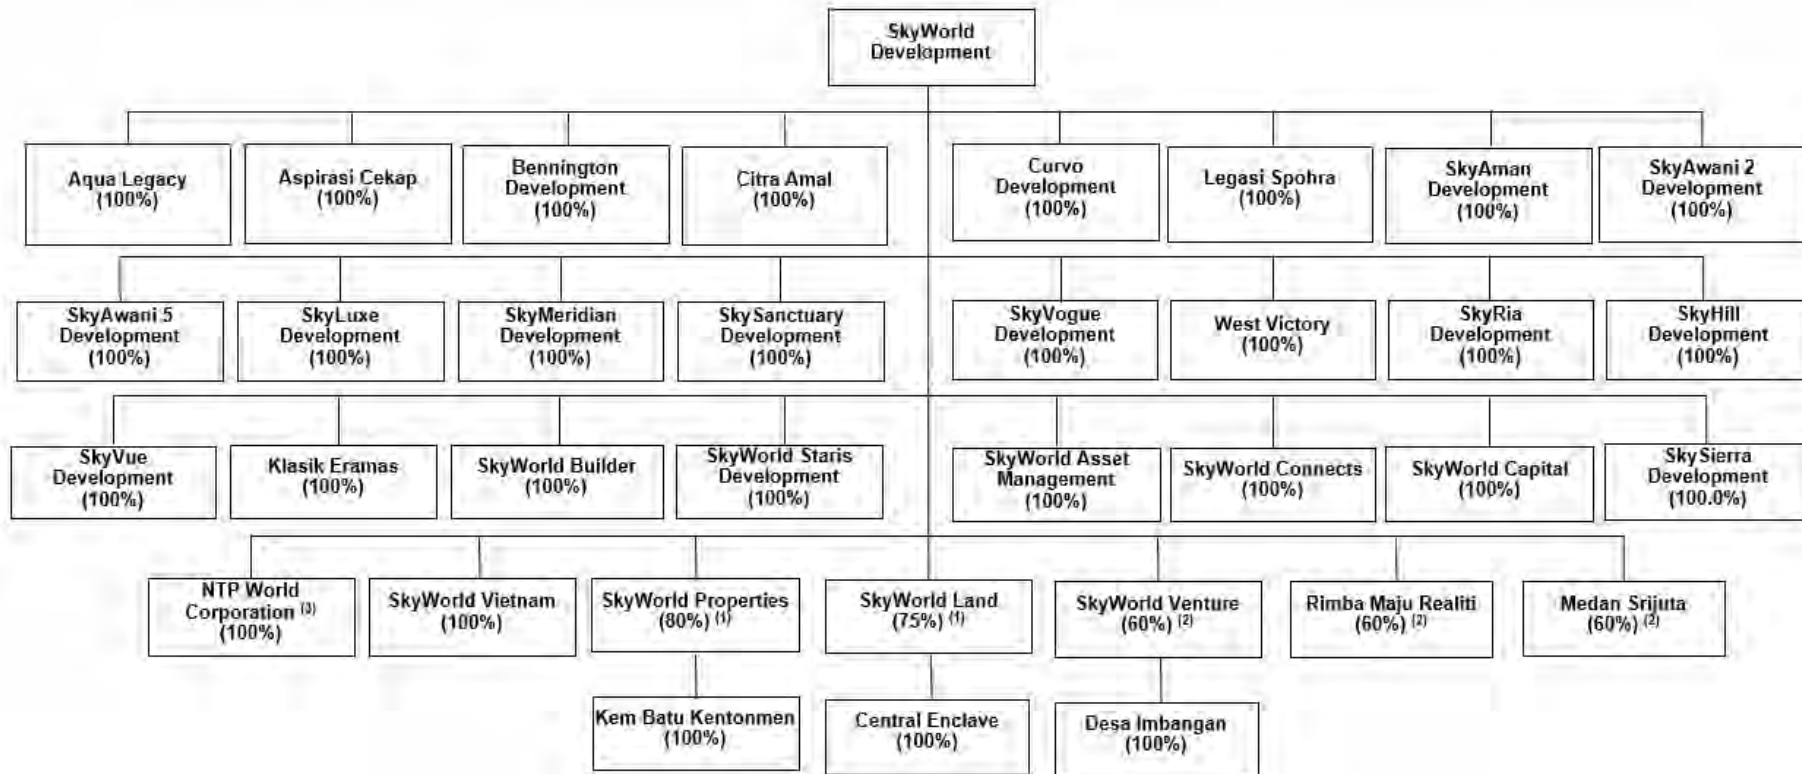 SkyWorld
Development
Aqua Legacy
(100%)
Aspirasi Cekap
(100%)
Bennington
Development
(100%)
Citra Amal
(100%)
Curvo
Development
(100%)
Legasi Spohra
(100%)
SkyAman
Development
(100%)
SkyAwani 2
Development
(100%)
SkyAwani 5
Development
(100%)
SkyLuxe
Development
(100%)
SkyMeridian
Development
(100%)
SkySanctuary
Development
(100%)
SkyVogue
Development
(100%)
West Victory
(100%)
SkyRia
Development
(100%)
SkyHill
Development
(100%)
SkyVue
Development
(100%)
Klasik Eramas
(100%)
SkyWorld Builder
(100%)
SkyWorld Staris
Development
(100%)
SkyWorld Asset
Management
(100%)
SkyWorld Connects
(100%)
SkyWorld Capital
(100%)
SkySierra
Development
(100.0%)
NTP World
Corporation (3)
(100%)
SkyWorld Vietnam
(100%)
SkyWorld Properties
(80%) (1)
SkyWorld Land
(75%) (1)
SkyWorld Venture
(60%) (2)
Rimba Maju Realiti
(60%) (2)
Medan Srijuta
(60%) (2)
Kem Batu Kentonmen
(100%)
Central Enclave
(100%)
Desa Imbangan
(100%)